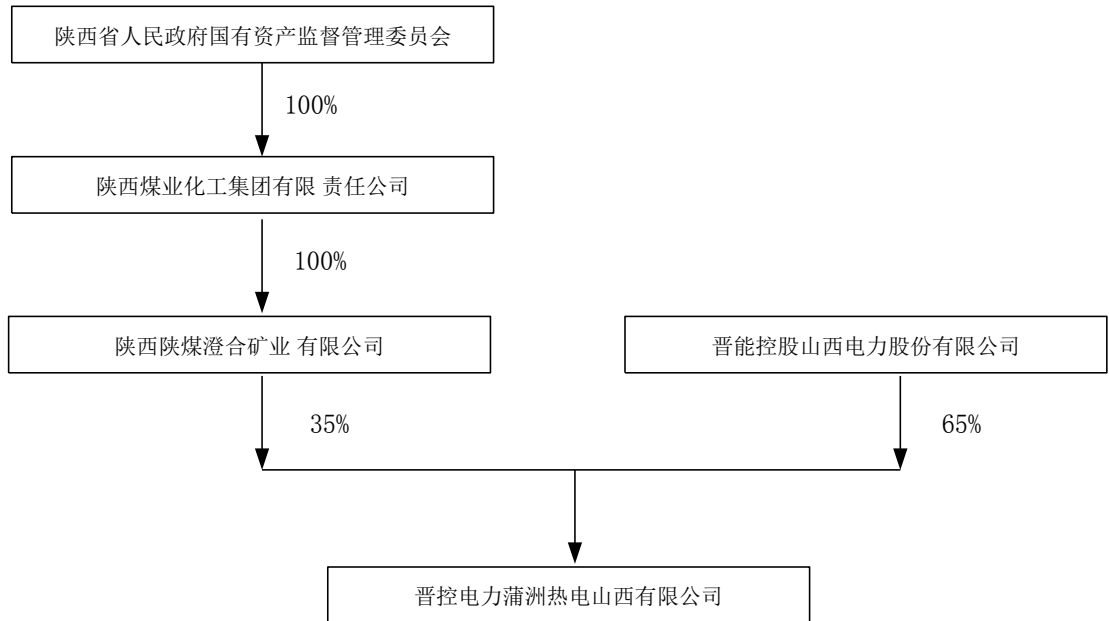 陕西省人民政府国有资产监督管理委员会
100%
陕西煤业化工集团有限 责任公司
100%
陕西陕煤澄合矿业 有限公司
晋能控股山西电力股份有限公司
35%
65%
晋控电力蒲洲热电山西有限公司